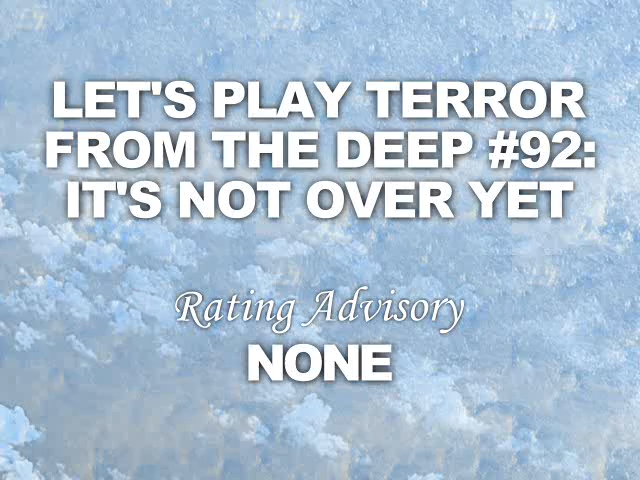 LET'S PLAY TERROR
FROM THE DEEP #92:
IT'S NOT OVER YET
Rating Advisory
NONE